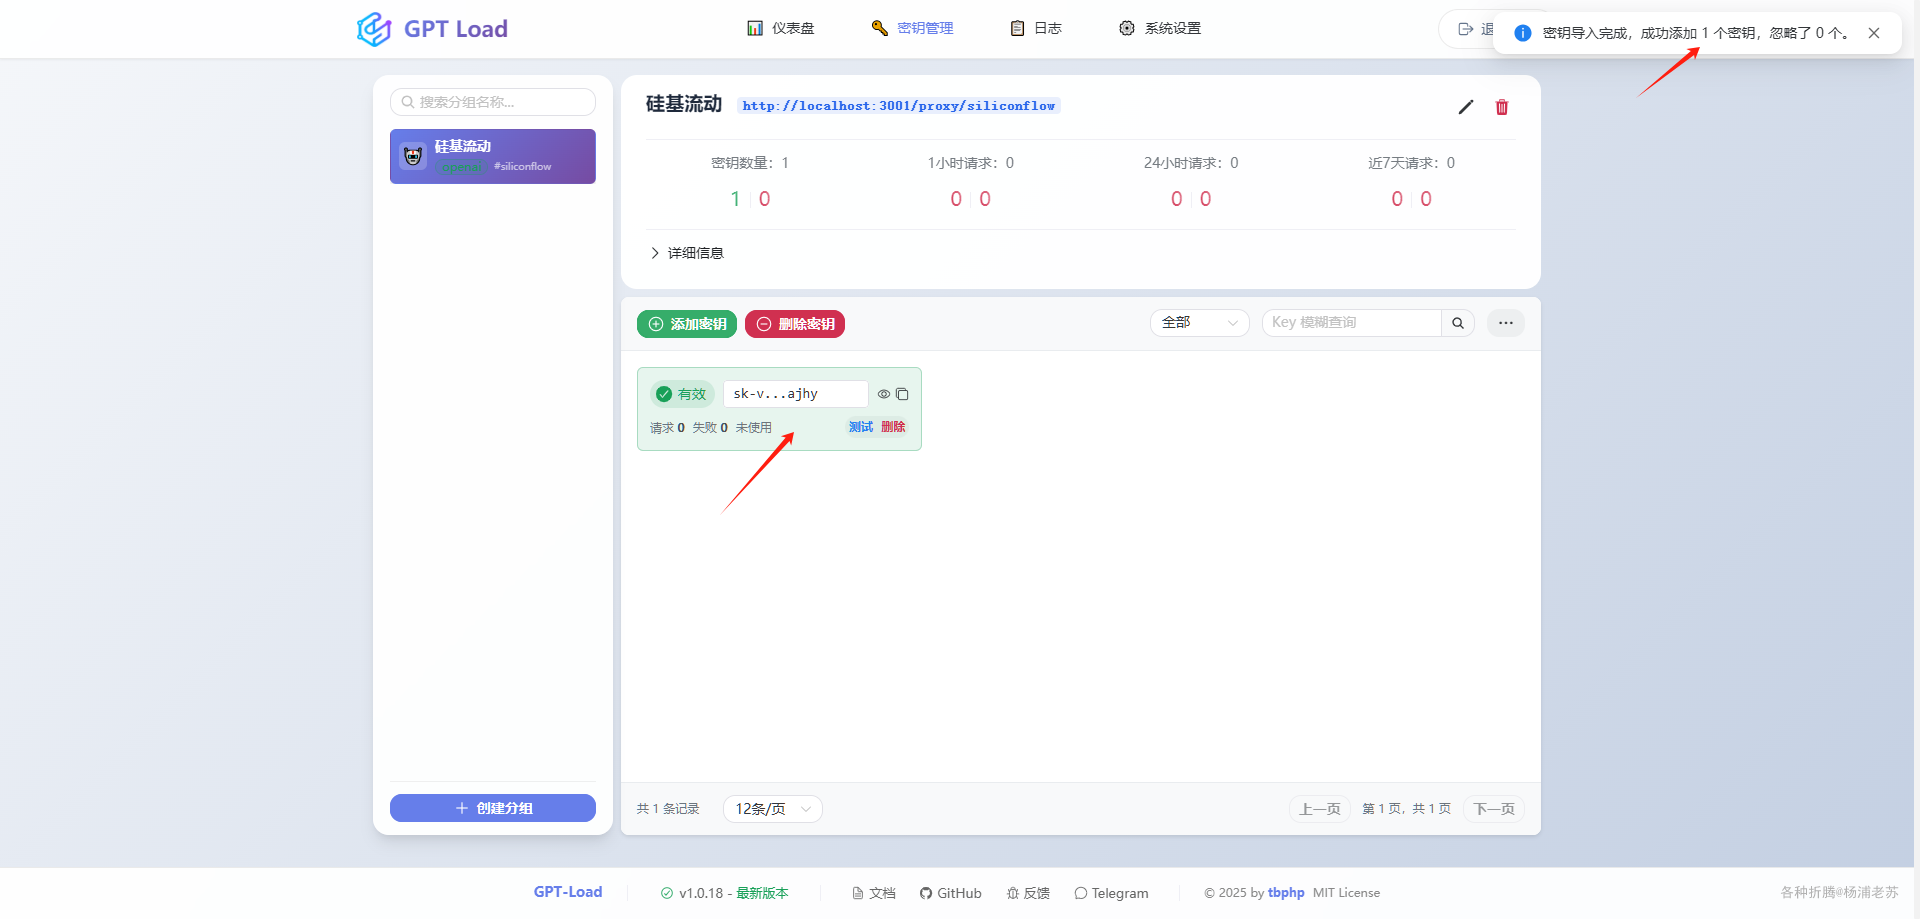 GPT Load
仪表盘
密钥管理
日志
系统设置
退
密钥导入完成，成功添加 1 个密钥，忽略了 0 个。
搜索分组名称...
硅基流动
#siliconflow
创建分组
硅基流动
http://localhost:3001/proxy/siliconflow
密钥数量：1
1小时请求：0
24小时请求：0
近7天请求：0
1 0
0 0
0 0
0 0
详细信息
添加密钥
删除密钥
全部
Key 模糊查询
有效
sk-v...ajhy
请求 0 失败 0 未使用
测试 删除
共 1 条记录
12条/页
上一页
第 1 页，共 1 页
下一页
GPT-Load
v1.0.18 - 最新版本
文档
GitHub
反馈
Telegram
© 2025 by tbphp MIT License
各种折腾@杨浦老苏